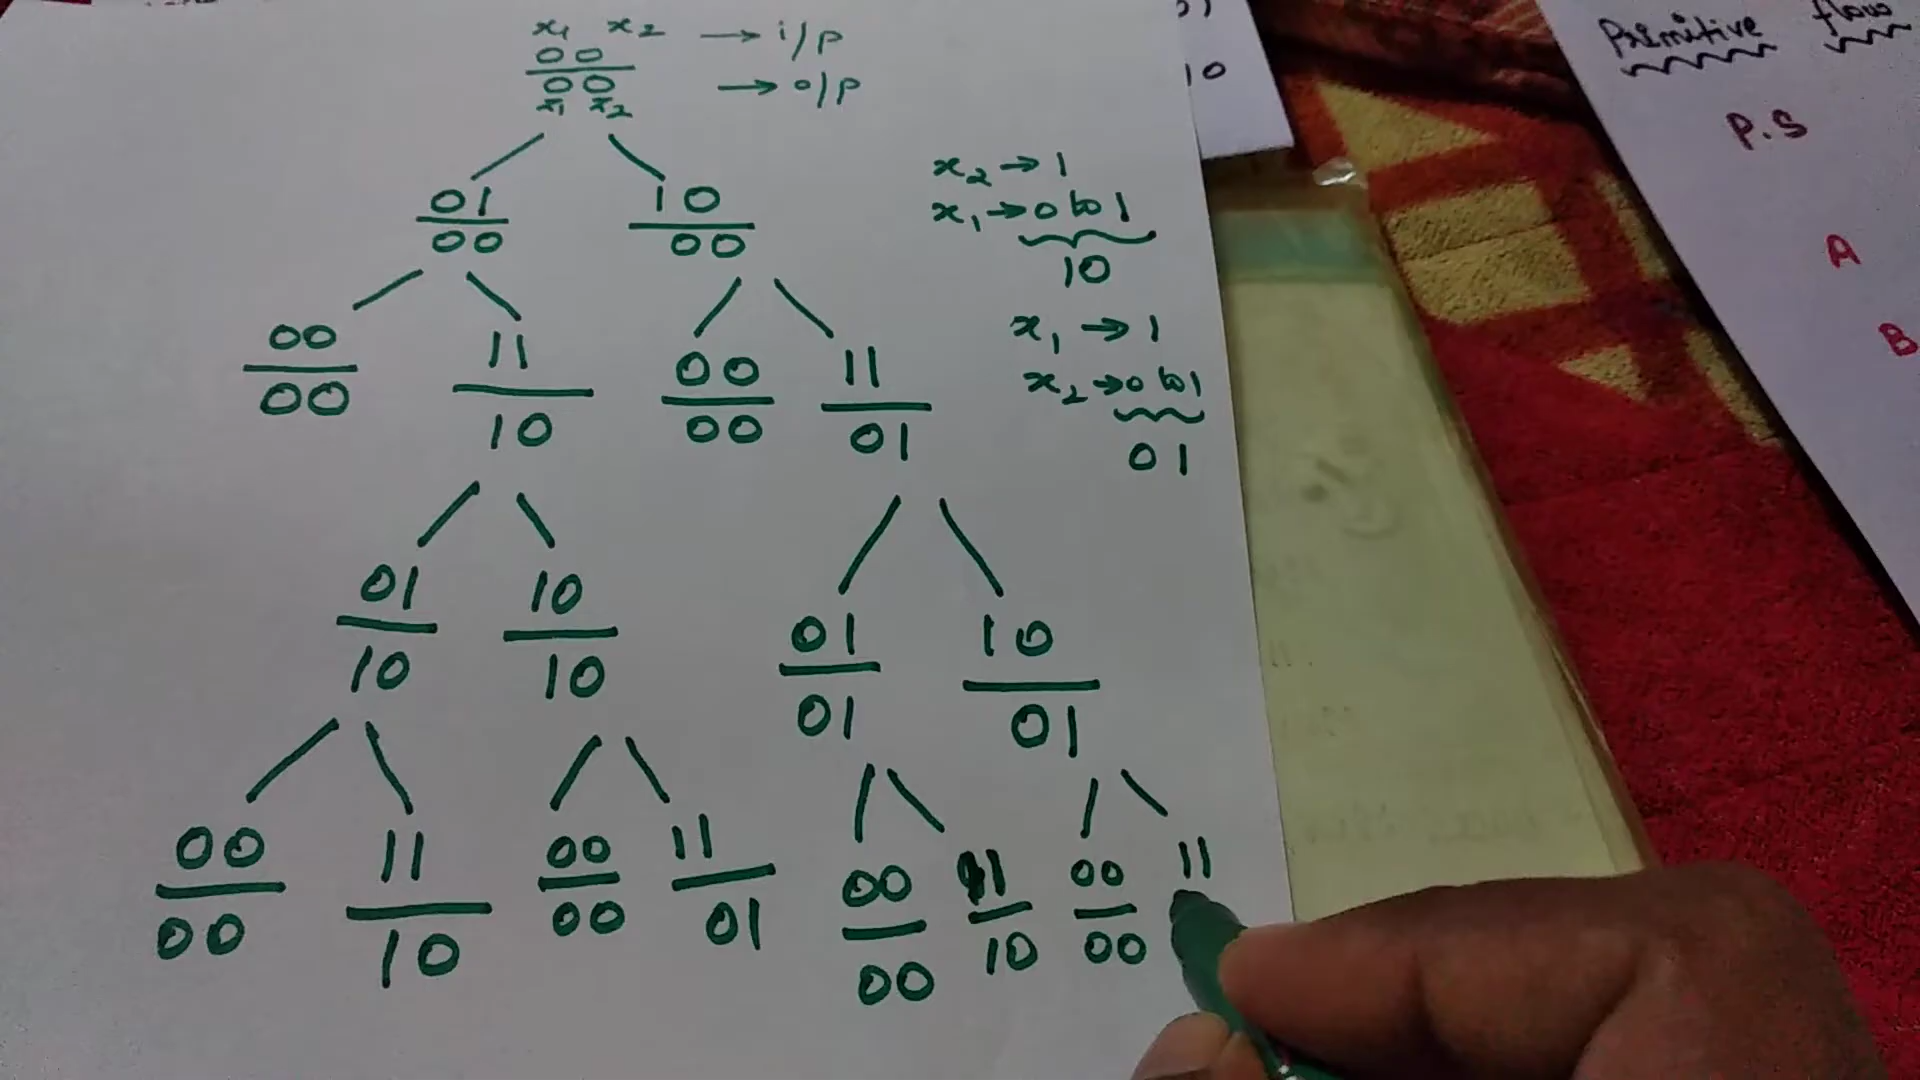 x1 x2 → i/p
00
00 → o/p
x1 x2
01 10
00 00
x2 → 1
x1 → 0 to 1
10
00 11 00 11
00 10 00 01
x1 → 1
x2 → 0 to 1
01
01 10 01 10
10 10 01 01
00 11 00 11 00 11 00 11
00 10 00 01 00 10 00
10
Primitive flow
P.S
A
B